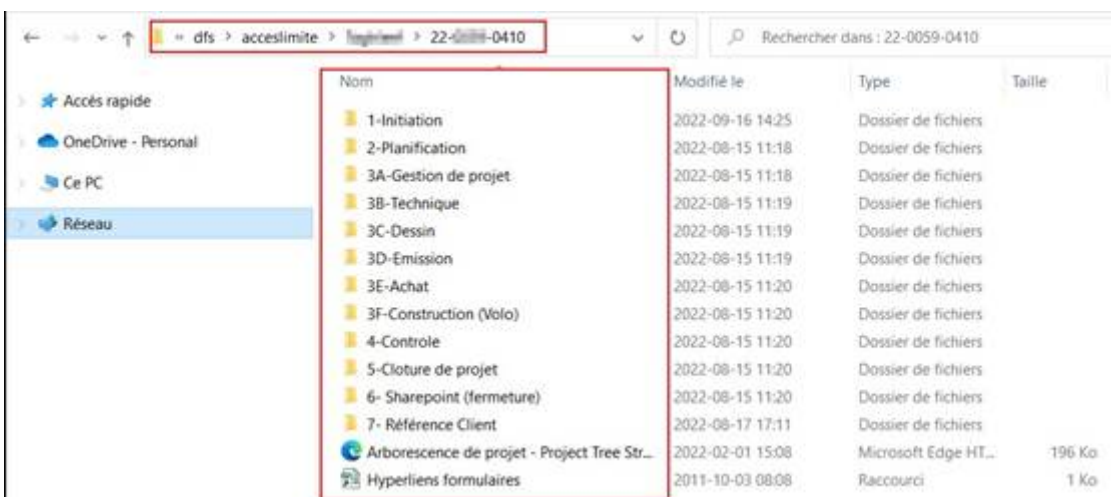 « dfs > acceslimite > > 22- -0410
Rechercher dans : 22-0059-0410
Nom Modifié le Type Taille
Accès rapide
OneDrive - Personal
Ce PC
Réseau
1-Initiation 2022-09-16 14:25 Dossier de fichiers
2-Planification 2022-08-15 11:18 Dossier de fichiers
3A-Gestion de projet 2022-08-15 11:18 Dossier de fichiers
3B-Technique 2022-08-15 11:19 Dossier de fichiers
3C-Dessin 2022-08-15 11:19 Dossier de fichiers
3D-Emission 2022-08-15 11:19 Dossier de fichiers
3E-Achat 2022-08-15 11:20 Dossier de fichiers
3F-Construction (Volo) 2022-08-15 11:20 Dossier de fichiers
4-Controle 2022-08-15 11:20 Dossier de fichiers
5-Cloture de projet 2022-08-15 11:20 Dossier de fichiers
6- Sharepoint (fermeture) 2022-08-15 11:20 Dossier de fichiers
7- Référence Client 2022-08-17 17:11 Dossier de fichiers
Arborescence de projet - Project Tree Str... 2022-02-01 15:08 Microsoft Edge HT... 196 Ko
Hyperliens formulaires 2011-10-03 08:08 Raccourci 1 Ko